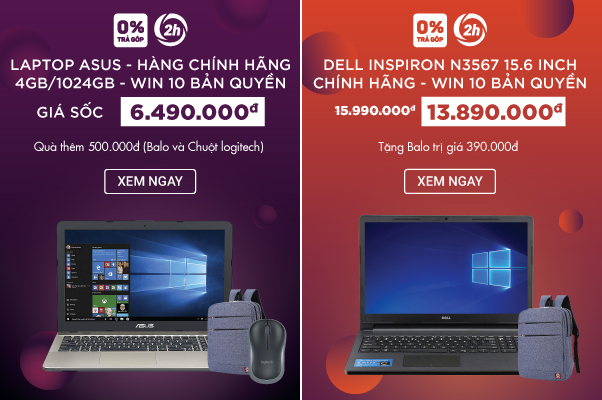 0%
TRẢ GÓP
2h
LAPTOP ASUS - HÀNG CHÍNH HÃNG
4GB/1024GB - WIN 10 BẢN QUYỀN
GIÁ SỐC 6.490.000đ
Quà thêm 500.000đ (Balo và Chuột logitech)
XEM NGAY
ASUS
0%
TRẢ GÓP
2h
DELL INSPIRON N3567 15.6 INCH
CHÍNH HÃNG - WIN 10 BẢN QUYỀN
15.990.000đ 13.890.000đ
Tặng Balo trị giá 390.000đ
XEM NGAY
DELL